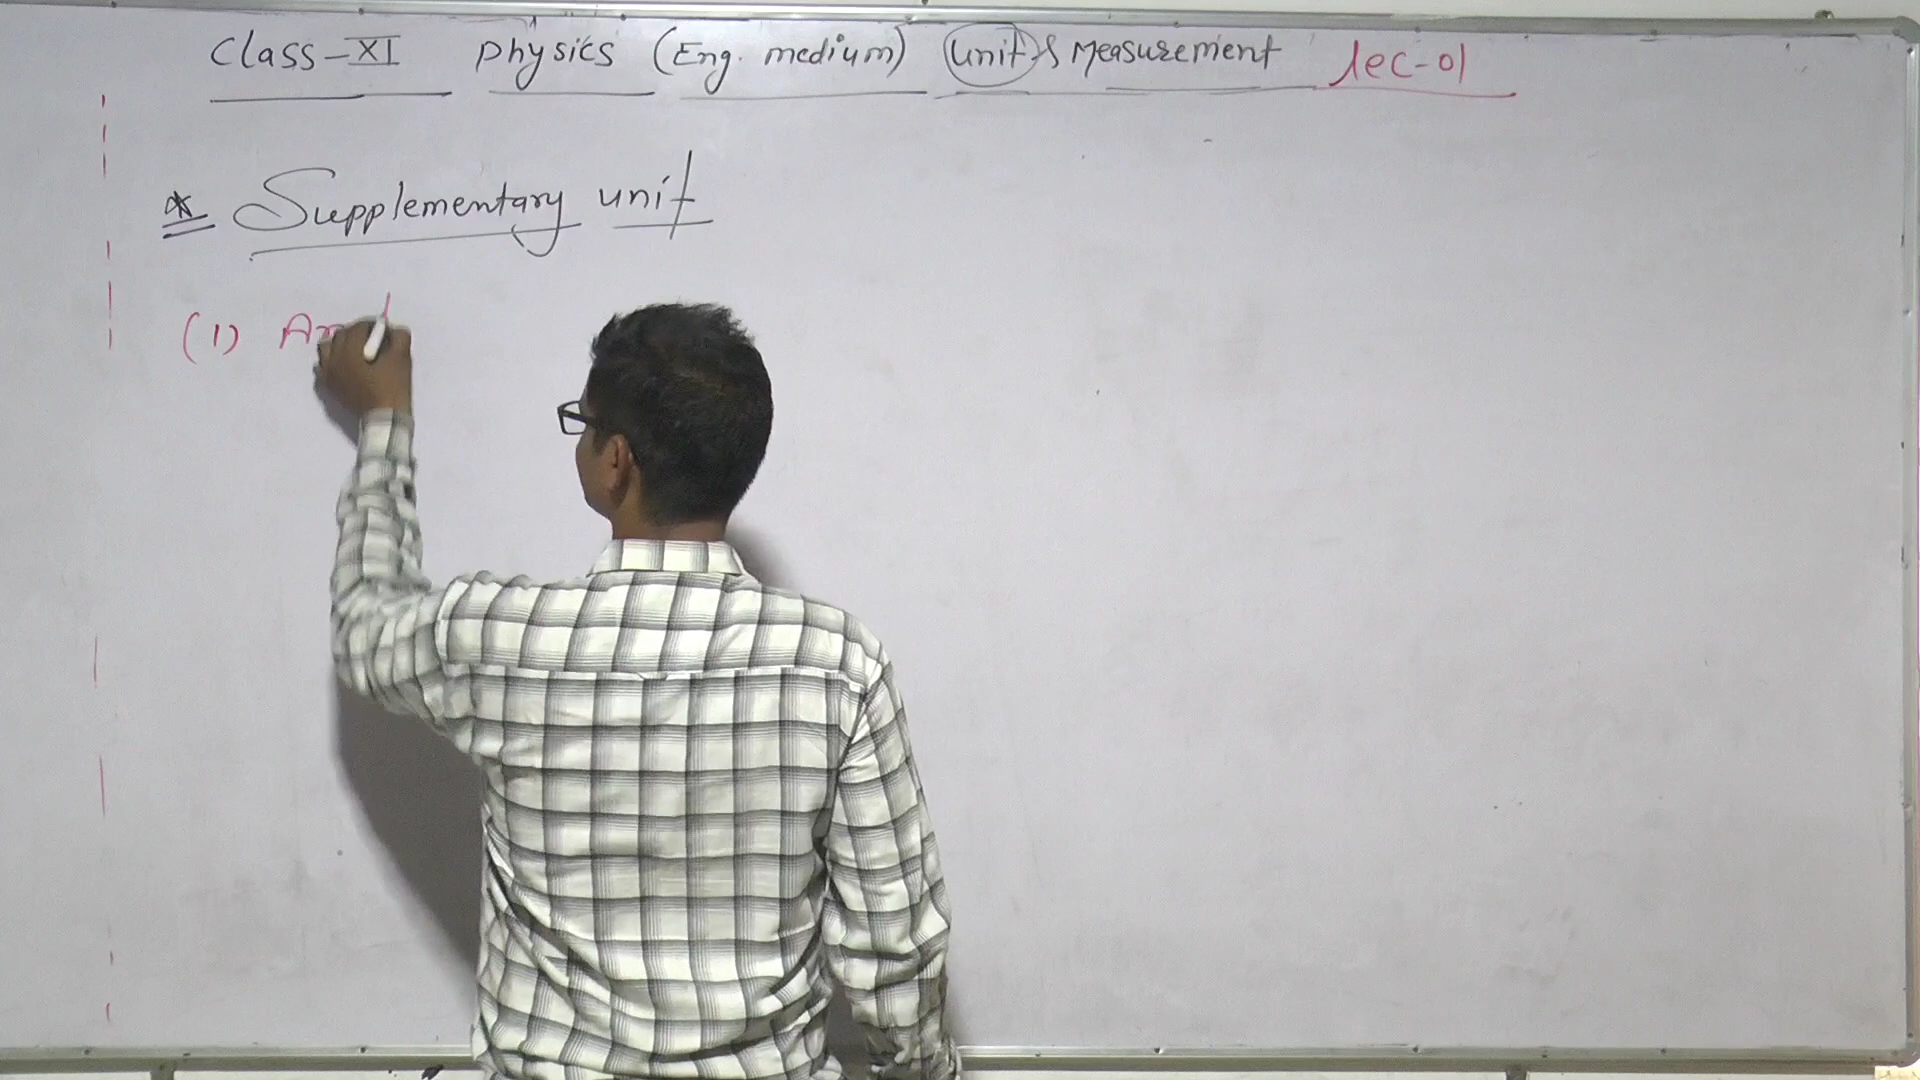 Class-XI Physics (Eng. medium) Unit & Measurement lec-01
* Supplementary unit
(1)